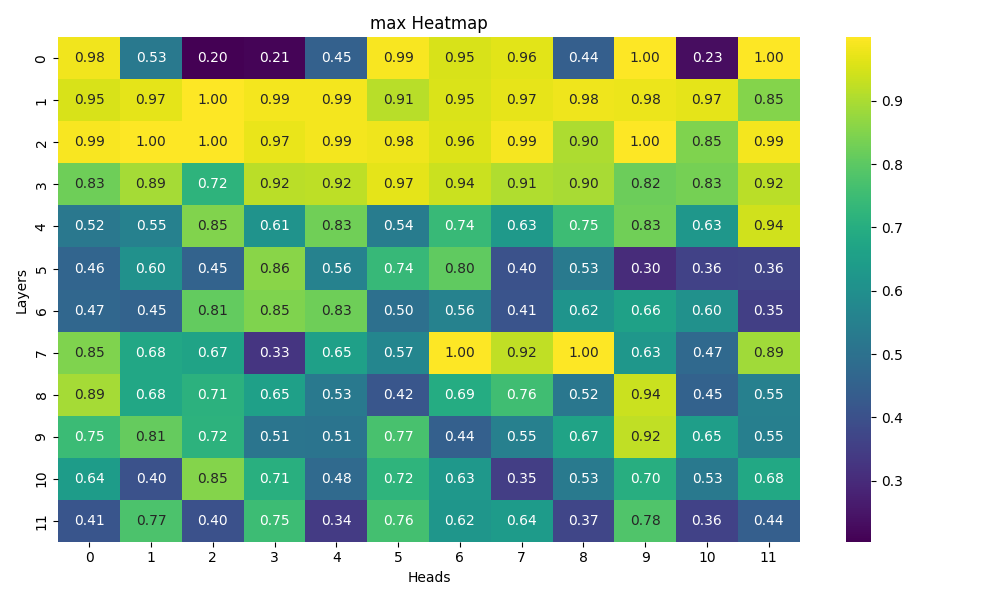 max Heatmap
0 0.98 0.53 0.20 0.21 0.45 0.99 0.95 0.96 0.44 1.00 0.23 1.00
1 0.95 0.97 1.00 0.99 0.99 0.91 0.95 0.97 0.98 0.98 0.97 0.85
2 0.99 1.00 1.00 0.97 0.99 0.98 0.96 0.99 0.90 1.00 0.85 0.99
3 0.83 0.89 0.72 0.92 0.92 0.97 0.94 0.91 0.90 0.82 0.83 0.92
4 0.52 0.55 0.85 0.61 0.83 0.54 0.74 0.63 0.75 0.83 0.63 0.94
5 0.46 0.60 0.45 0.86 0.56 0.74 0.80 0.40 0.53 0.30 0.36 0.36
6 0.47 0.45 0.81 0.85 0.83 0.50 0.56 0.41 0.62 0.66 0.60 0.35
7 0.85 0.68 0.67 0.33 0.65 0.57 1.00 0.92 1.00 0.63 0.47 0.89
8 0.89 0.68 0.71 0.65 0.53 0.42 0.69 0.76 0.52 0.94 0.45 0.55
9 0.75 0.81 0.72 0.51 0.51 0.77 0.44 0.55 0.67 0.92 0.65 0.55
10 0.64 0.40 0.85 0.71 0.48 0.72 0.63 0.35 0.53 0.70 0.53 0.68
11 0.41 0.77 0.40 0.75 0.34 0.76 0.62 0.64 0.37 0.78 0.36 0.44
0 1 2 3 4 5 6 7 8 9 10 11
Heads
Layers
0.9
0.8
0.7
0.6
0.5
0.4
0.3